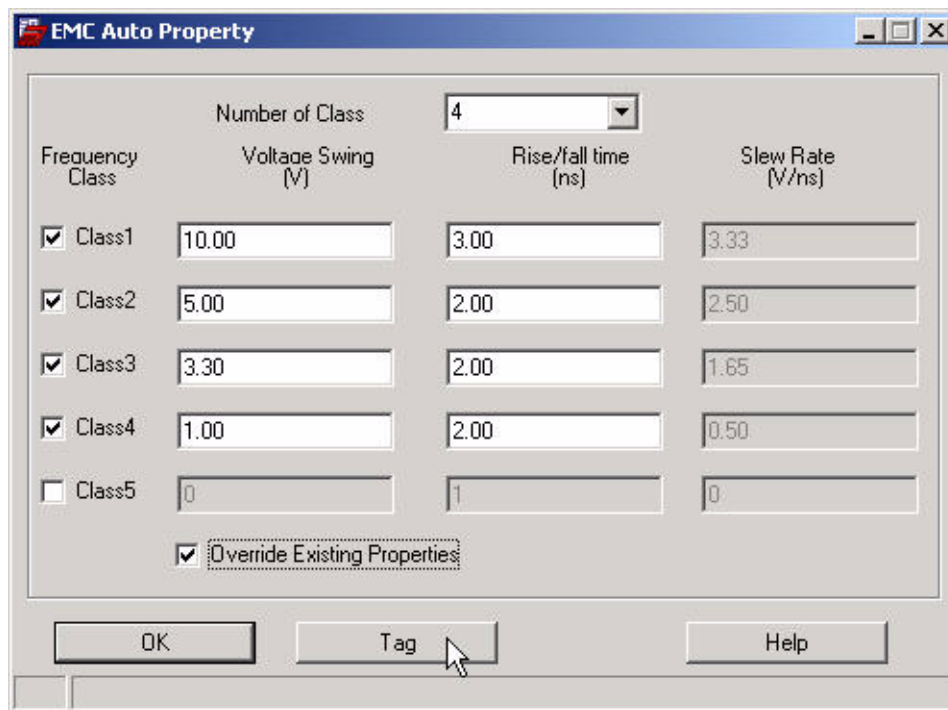 EMC Auto Property
Number of Class 4
Frequency Class Voltage Swing (V) Rise/fall time (ns) Slew Rate (V/ns)
Class1 10.00 3.00 3.33
Class2 5.00 2.00 2.50
Class3 3.30 2.00 1.65
Class4 1.00 2.00 0.50
Class5 0 1 0
Override Existing Properties
OK Tag Help